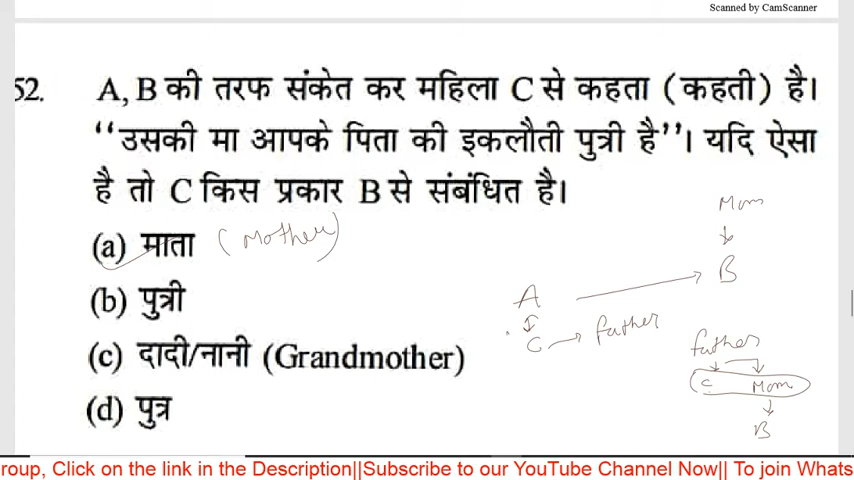 Scanned by CamScanner
52. A, B की तरफ संकेत कर महिला C से कहता (कहती) है।
“उसकी मा आपके पिता की इकलौती पुत्री है”। यदि ऐसा
है तो C किस प्रकार B से संबंधित है।
(a) माता (Mother)
(b) पुत्री
(c) दादी/नानी (Grandmother)
(d) पुत्र
Mom
B
A
C father
father
C Mom
B
group, Click on the link in the Description||Subscribe to our YouTube Channel Now|| To join Whats